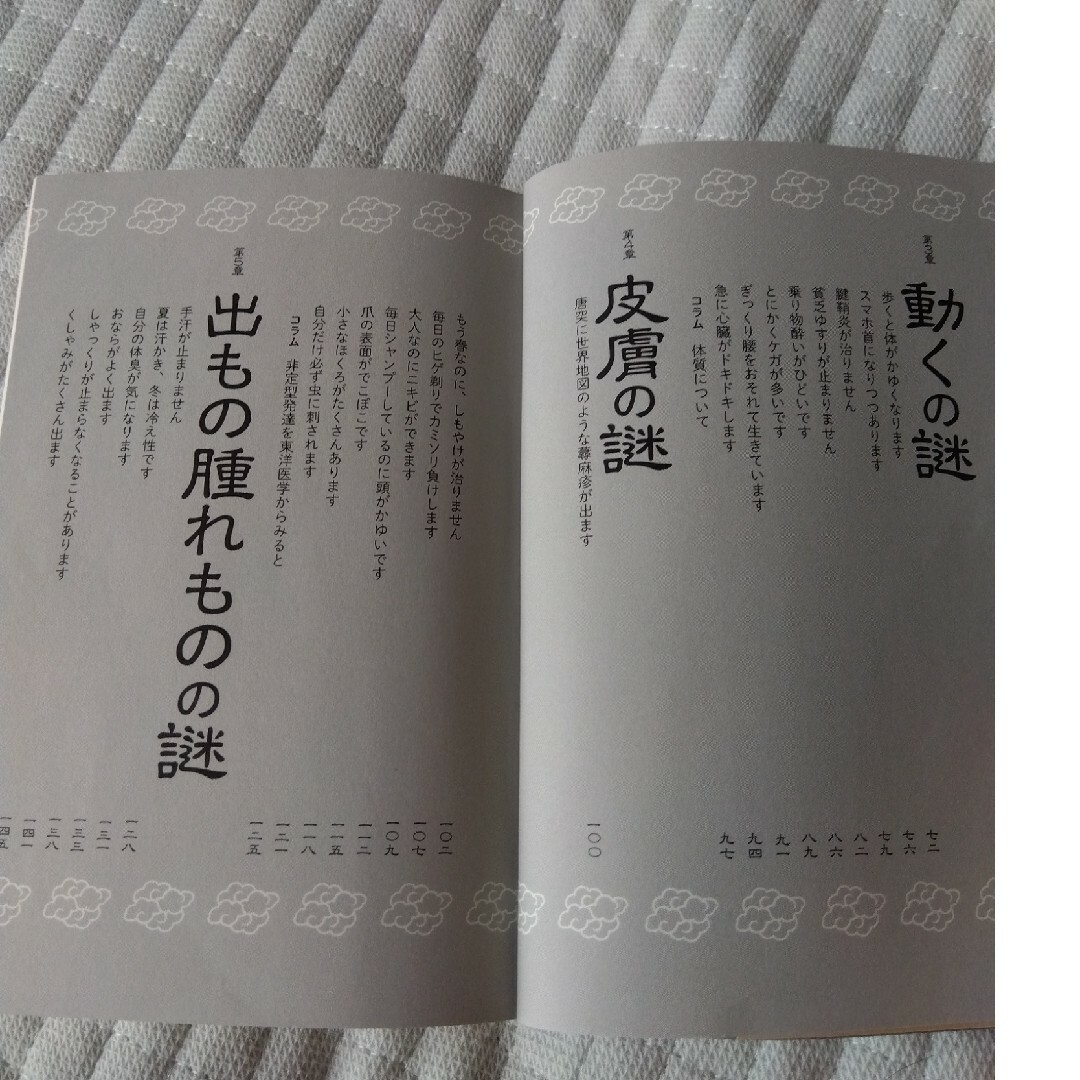 第3章
動くの謎
歩くと体がかゆくなります 七二
スマホ首になりつつあります 七六
腱鞘炎が治りません 七九
貧乏ゆすりが止まりません 八二
乗り物酔いがひどいです 八六
とにかくケガが多いです 八九
ぎっくり腰をおそれて生きています 九一
急に心臓がドキドキします 九四
コラム 体質について 九七
第4章
皮膚の謎
唐突に世界地図のような蕁麻疹が出ます 一〇〇
もう春なのに、しもやけが治りません 一〇二
毎日のヒゲ剃りでカミソリ負けします 一〇七
大人なのにニキビができます 一〇九
毎日シャンプーしているのに頭がかゆいです 一一二
爪の表面がでこぼこです 一一五
小さなほくろがたくさんあります 一一八
自分だけ必ず虫に刺されます 一二一
コラム 非定型発達を東洋医学からみると 一二五
第5章
出もの腫れものの謎
手汗が止まりません 一二八
夏は汗かき、冬は冷え性です 一三一
自分の体臭が気になります 一三三
おならがよく出ます 一三八
しゃっくりが止まらなくなることがあります 一四一
くしゃみがたくさん出ます 一四五